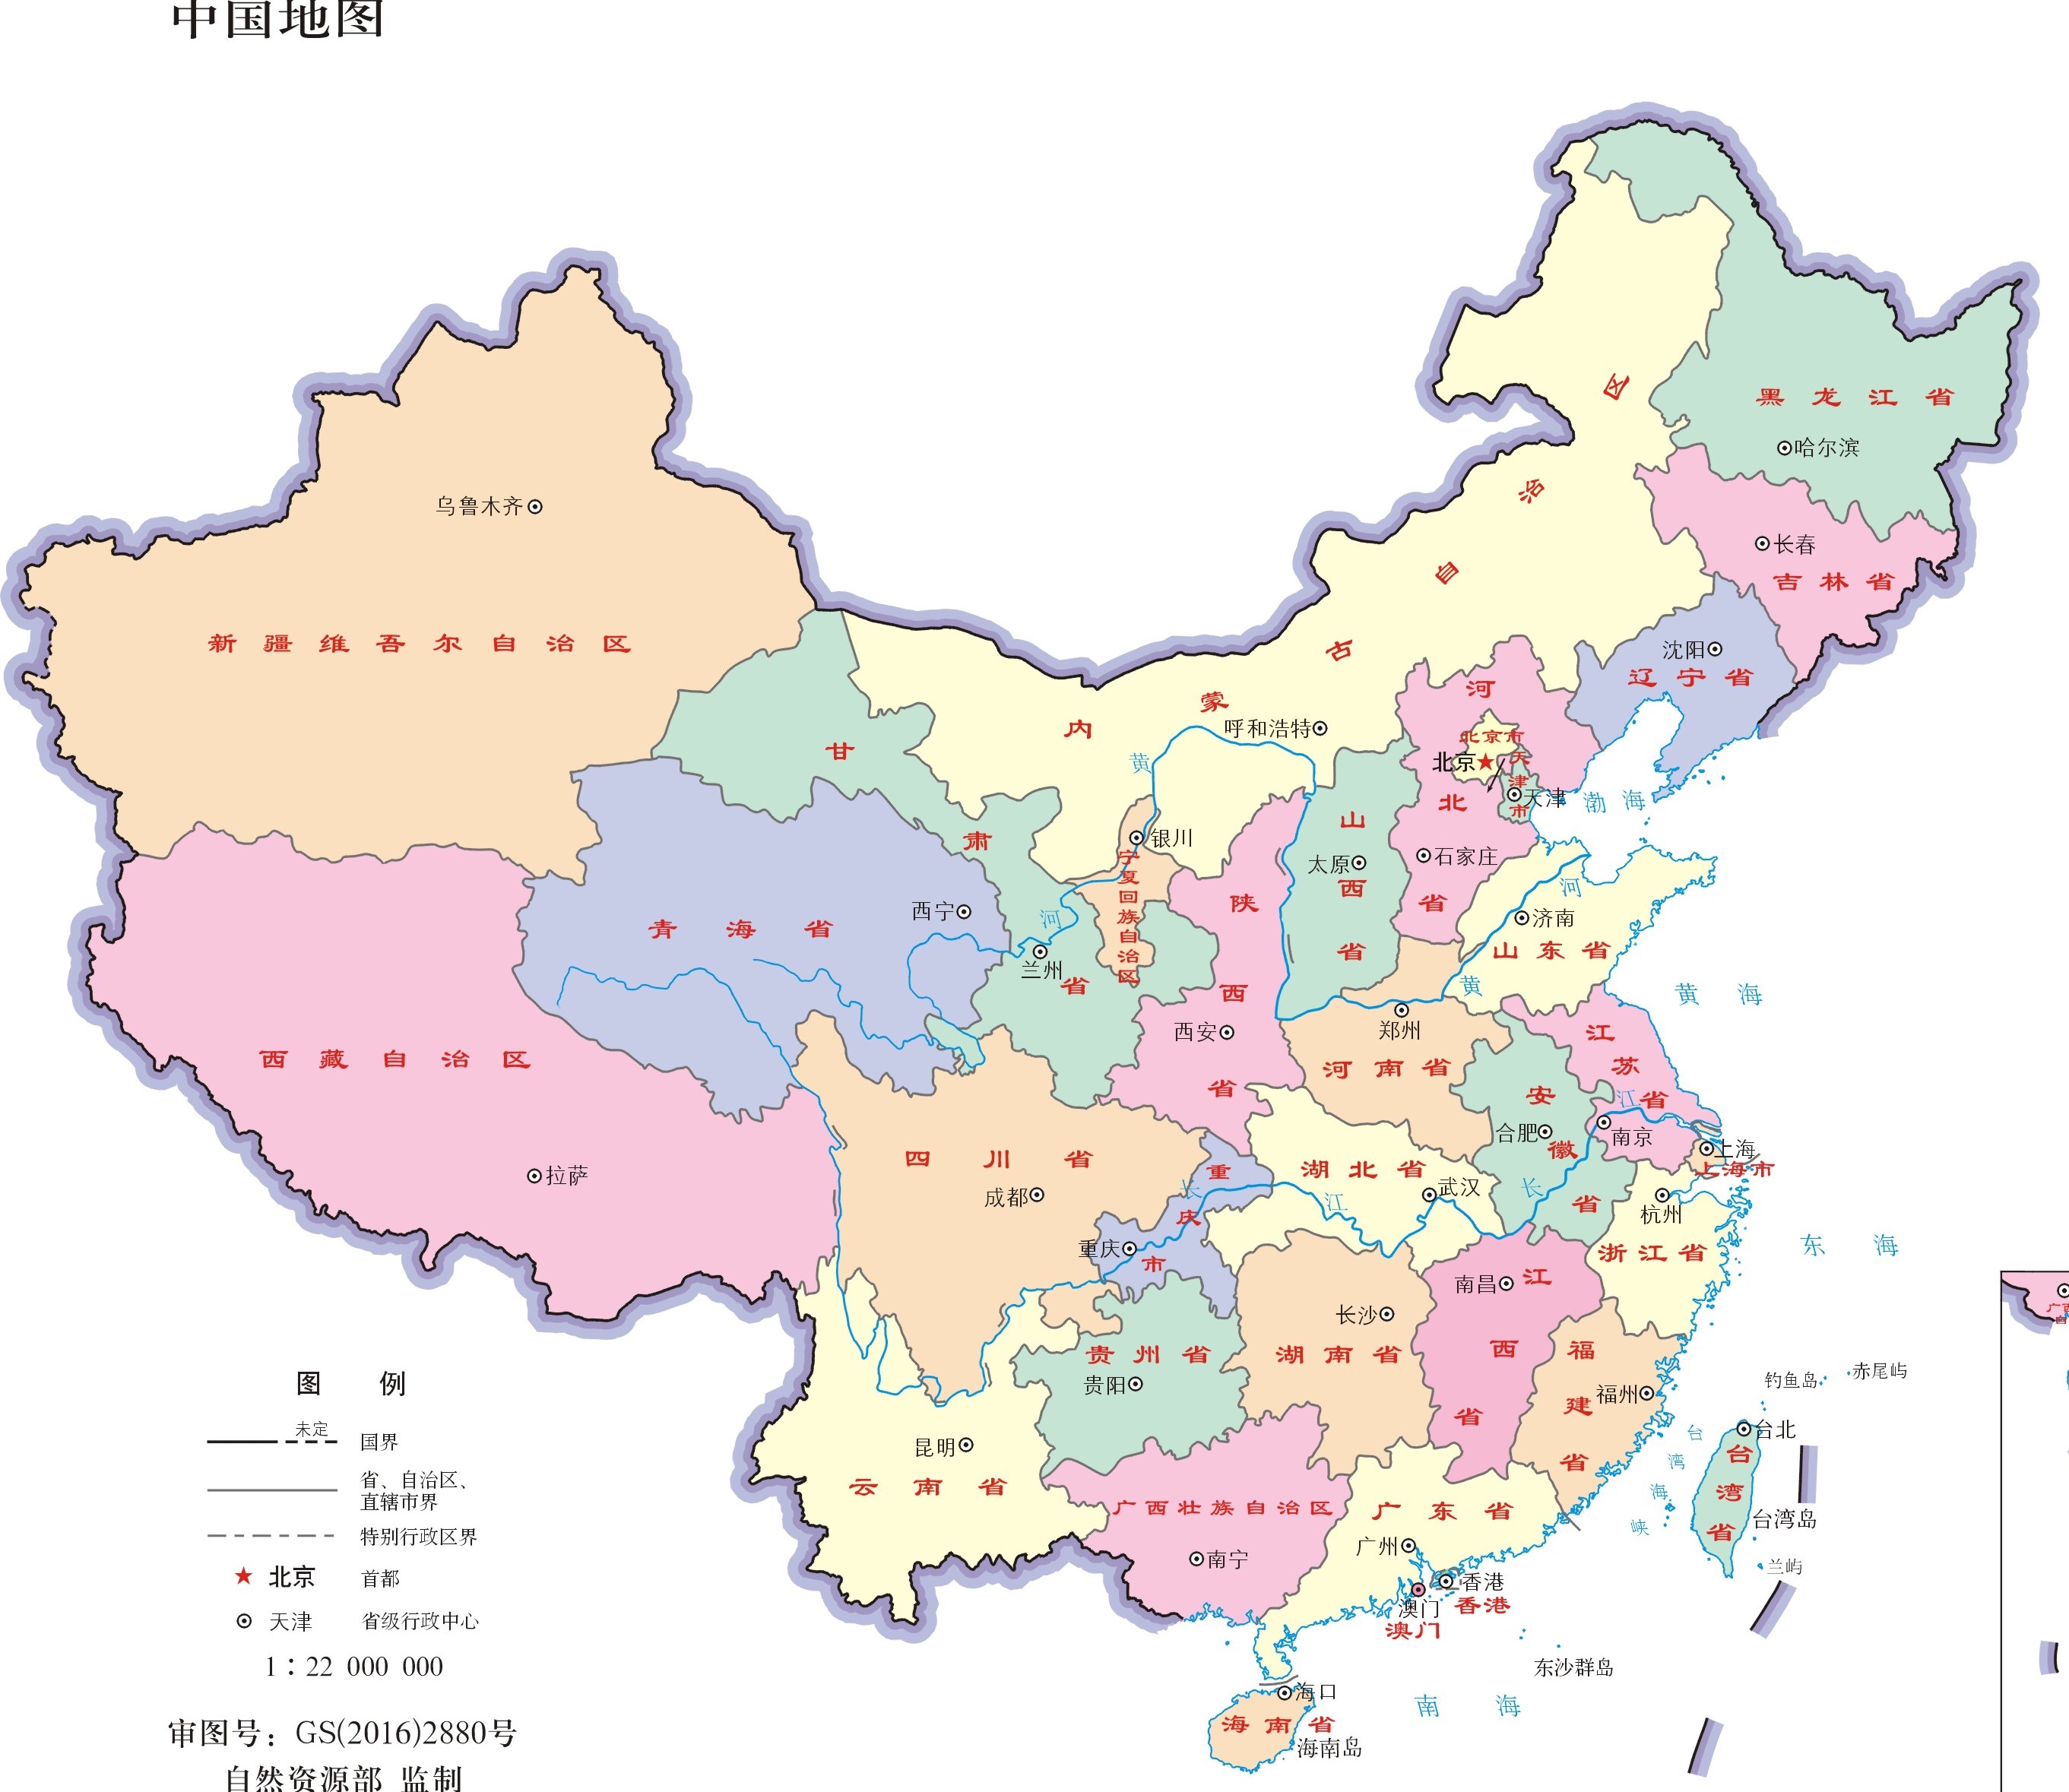 中国地图
黑龙江省
哈尔滨
长春
吉林省
沈阳
辽宁省
内蒙古自治区
呼和浩特
乌鲁木齐
新疆维吾尔自治区
甘肃省
兰州
青海省
西宁
宁夏回族自治区
银川
黄河
河北省
北京市
北京
天津市
天津
石家庄
渤海
山西省
太原
陕西省
西安
山东省
济南
黄河
黄海
河南省
郑州
江苏省
南京
安徽省
合肥
上海
上海市
西藏自治区
拉萨
四川省
成都
重庆市
重庆
长江
湖北省
武汉
长江
杭州
浙江省
东海
南昌
江西省
长沙
湖南省
贵州省
贵阳
福建省
福州
钓鱼岛
赤尾屿
台北
台湾省
台湾岛
台湾海峡
兰屿
昆明
云南省
广西壮族自治区
南宁
广东省
广州
香港
香港
澳门
澳门
东沙群岛
海口
海南省
海南岛
南海
图例
未定
国界
省、自治区、
直辖市界
特别行政区界
北京 首都
天津 省级行政中心
1：22 000 000
审图号：GS(2016)2880号
自然资源部 监制